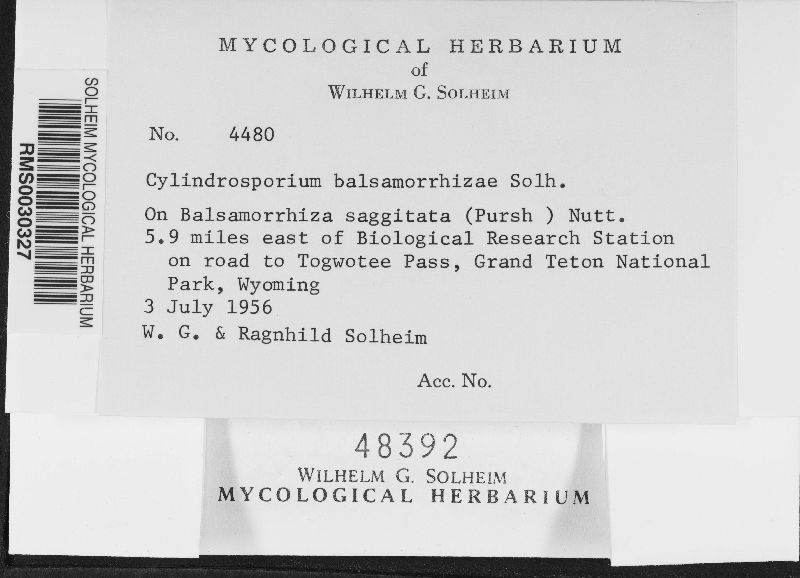 MYCOLOGICAL HERBARIUM
of
WILHELM G. SOLHEIM
No. 4480
Cylindrosporium balsamorrhizae Solh.
On Balsamorrhiza saggitata (Pursh ) Nutt.
5.9 miles east of Biological Research Station
on road to Togwotee Pass, Grand Teton National
Park, Wyoming
3 July 1956
W. G. & Ragnhild Solheim
Acc. No.
SOLHEIM MYCOLOGICAL HERBARIUM
RMS0030327
48392
WILHELM G. SOLHEIM
MYCOLOGICAL HERBARIUM